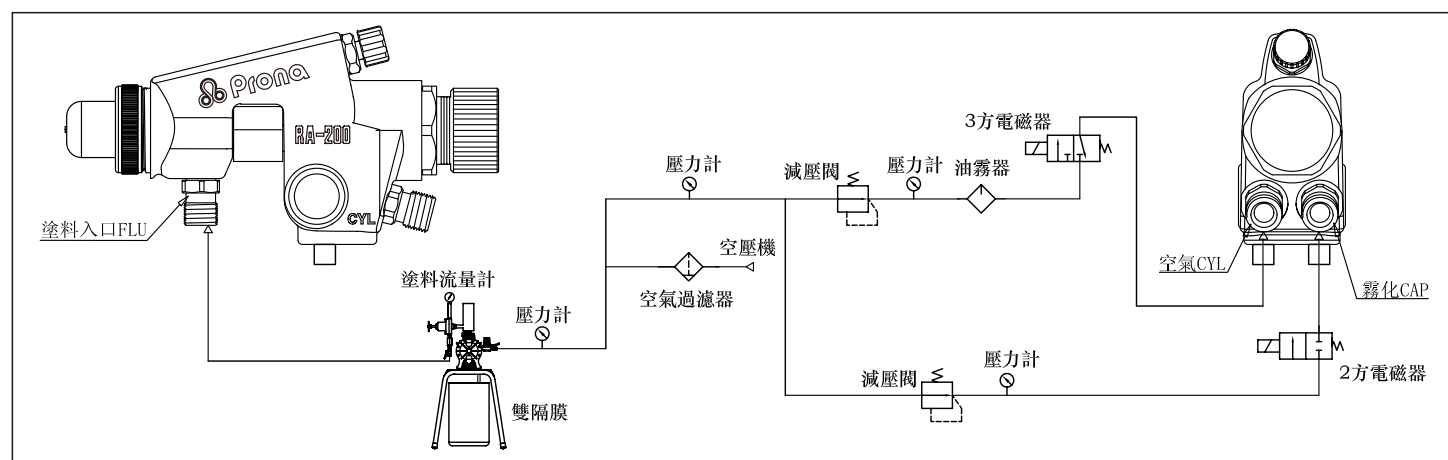 Prona
RA-200
CYL
塗料入口FLU
塗料流量計
壓力計
雙隔膜
壓力計
空壓機
空氣過濾器
減壓閥
壓力計
油霧器
3方電磁器
減壓閥
壓力計
空氣CYL
霧化CAP
2方電磁器